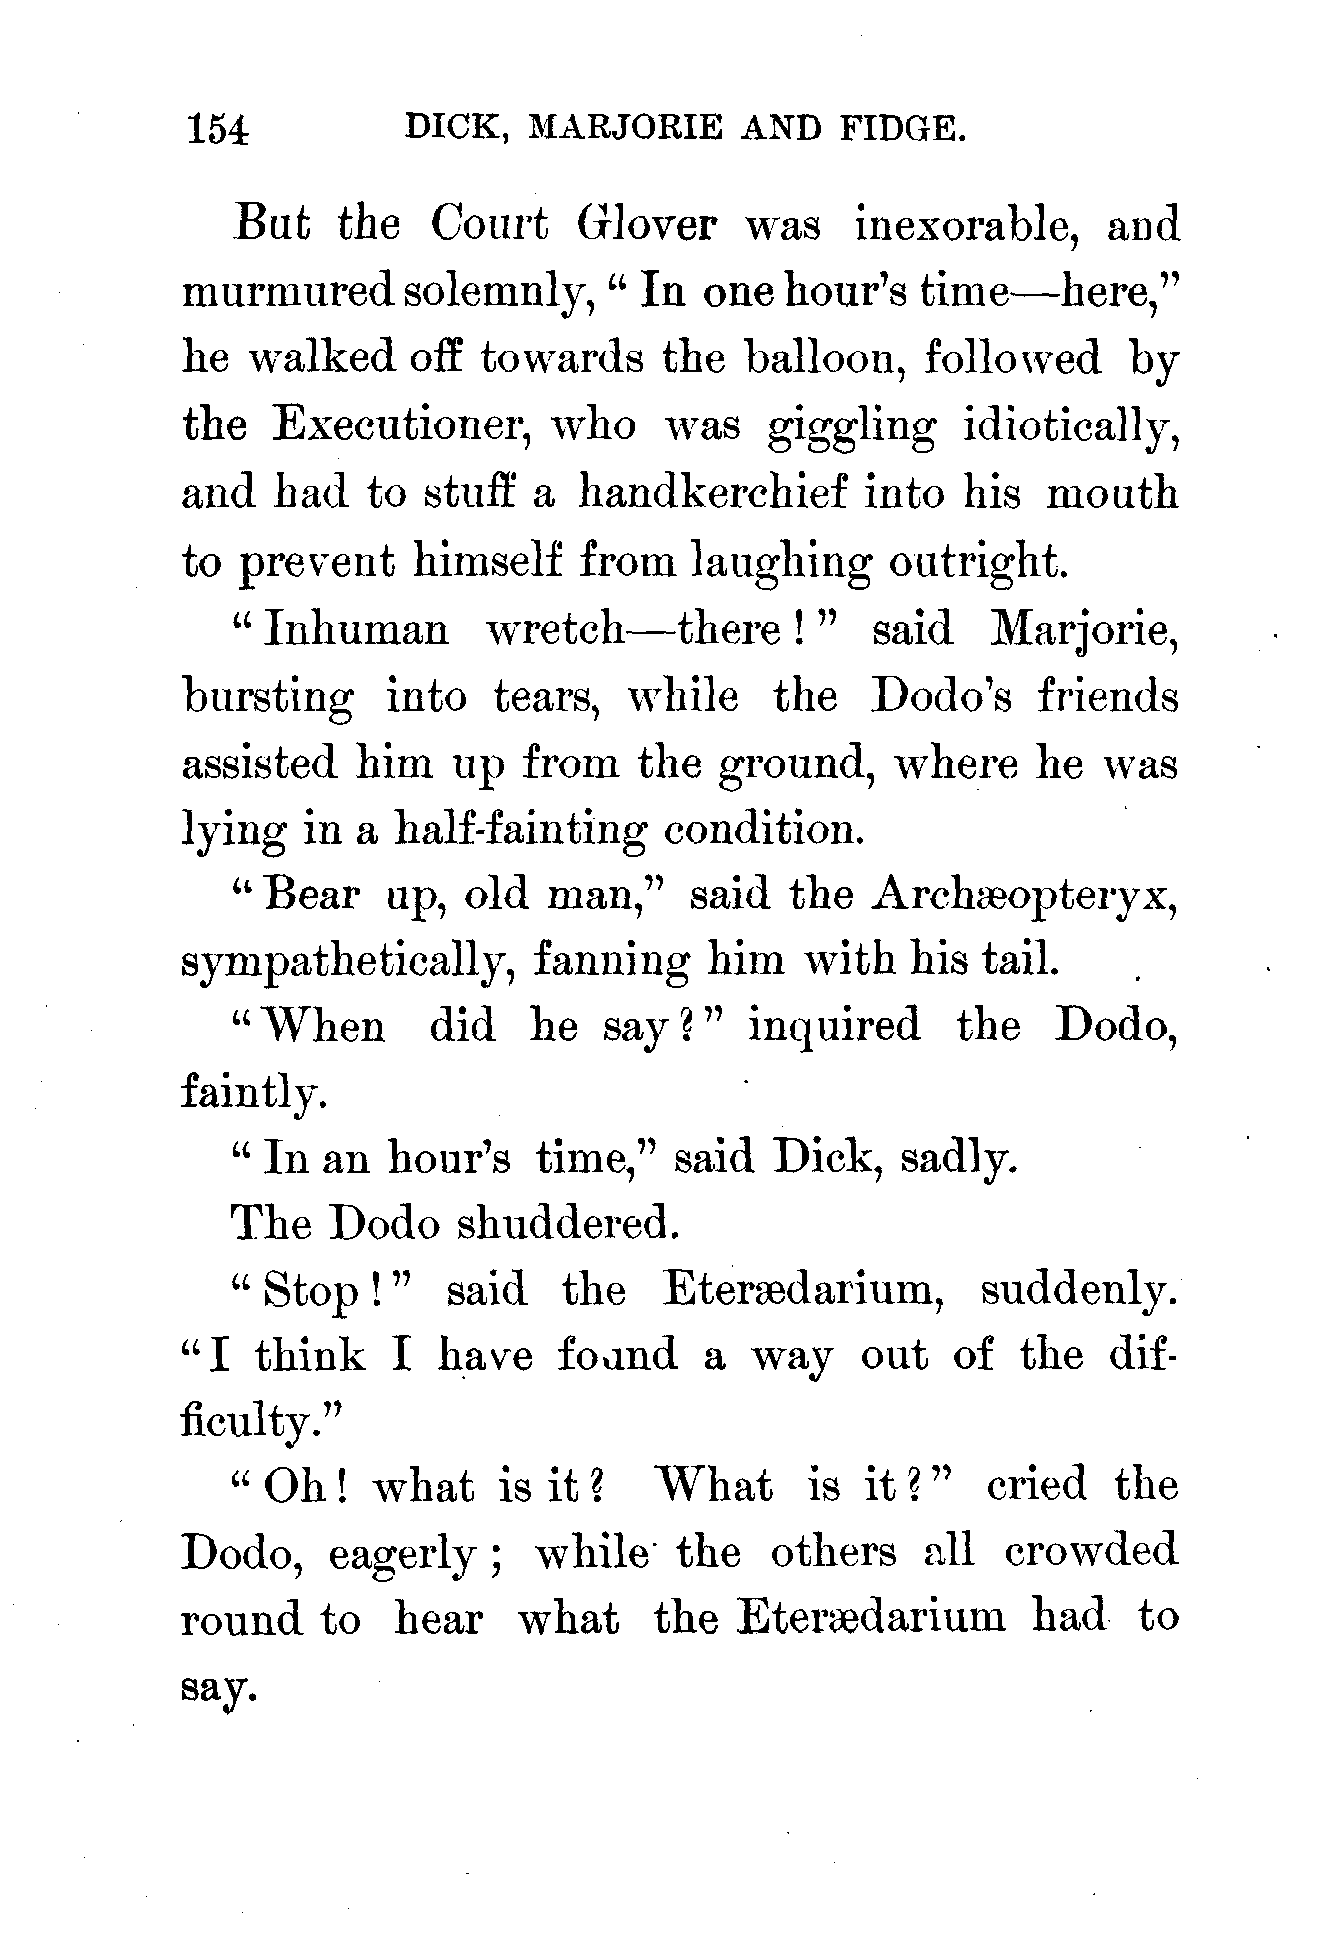 154 DICK, MARJORIE AND FIDGE.
But the Court Glover was inexorable, and
murmured solemnly, “ In one hour’s time—here,”
he walked off towards the balloon, followed by
the Executioner, who was giggling idiotically,
and had to stuff a handkerchief into his mouth
to prevent himself from laughing outright.
“ Inhuman wretch—there ! ” said Marjorie,
bursting into tears, while the Dodo’s friends
assisted him up from the ground, where he was
lying in a half-fainting condition.
“ Bear up, old man,” said the Archæopteryx,
sympathetically, fanning him with his tail.
“ When did he say ? ” inquired the Dodo,
faintly.
“ In an hour’s time,” said Dick, sadly.
The Dodo shuddered.
“ Stop ! ” said the Eterædarium, suddenly.
“ I think I have found a way out of the dif-
ficulty.”
“ Oh ! what is it ? What is it ? ” cried the
Dodo, eagerly ; while the others all crowded
round to hear what the Eterædarium had to
say.